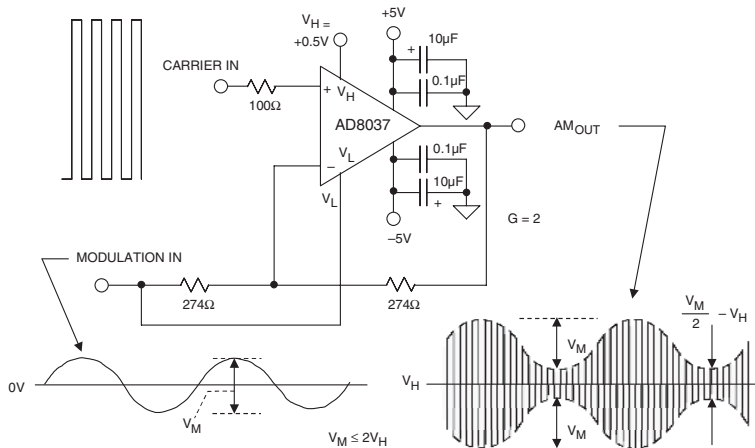 V_H = +0.5V
+5V
10µF
+
CARRIER IN
0.1µF
100Ω
+ V_H
AD8037
AM_OUT
V_L
−
0.1µF
V_L
10µF
+
−5V
G = 2
MODULATION IN
274Ω
274Ω
V_M/2 − V_H
V_M
0V
V_H
V_M
V_M ≤ 2V_H
V_M